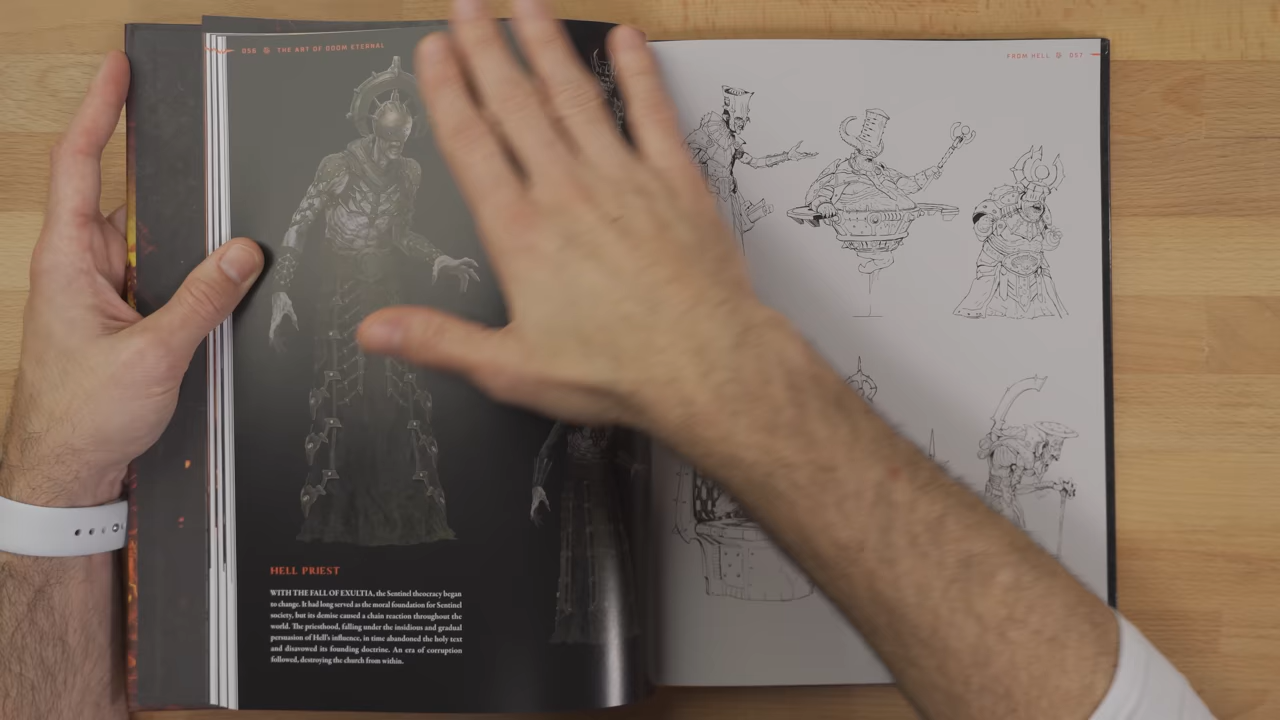 056 THE ART OF DOOM ETERNAL
FROM HELL 057
HELL PRIEST
WITH THE FALL OF EXULTIA, the Sentinel theocracy began
to change. It had long served as the moral foundation for Sentinel
society, but its demise caused a chain reaction throughout the
world. The priesthood, falling under the insidious and gradual
persuasion of Hell's influence, in time abandoned the holy text
and disavowed its founding doctrine. An era of corruption
followed, destroying the church from within.